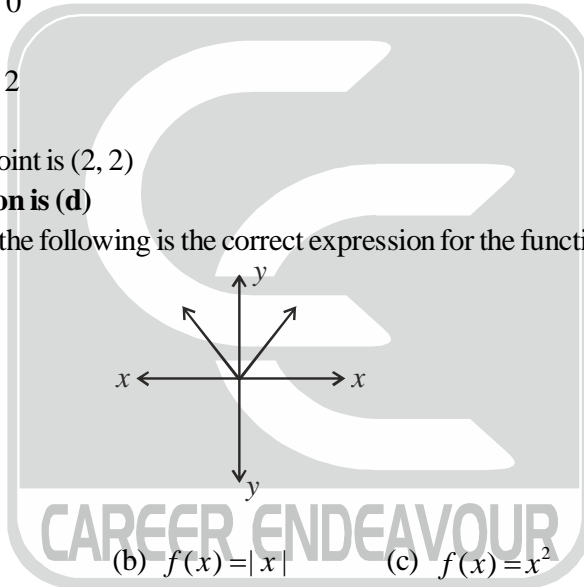 0
2
oint is (2, 2)
on is (d)
the following is the correct expression for the functi
y
x x
y
CAREER ENDEAVOUR
(b) f(x)=|x| (c) f(x)=x²